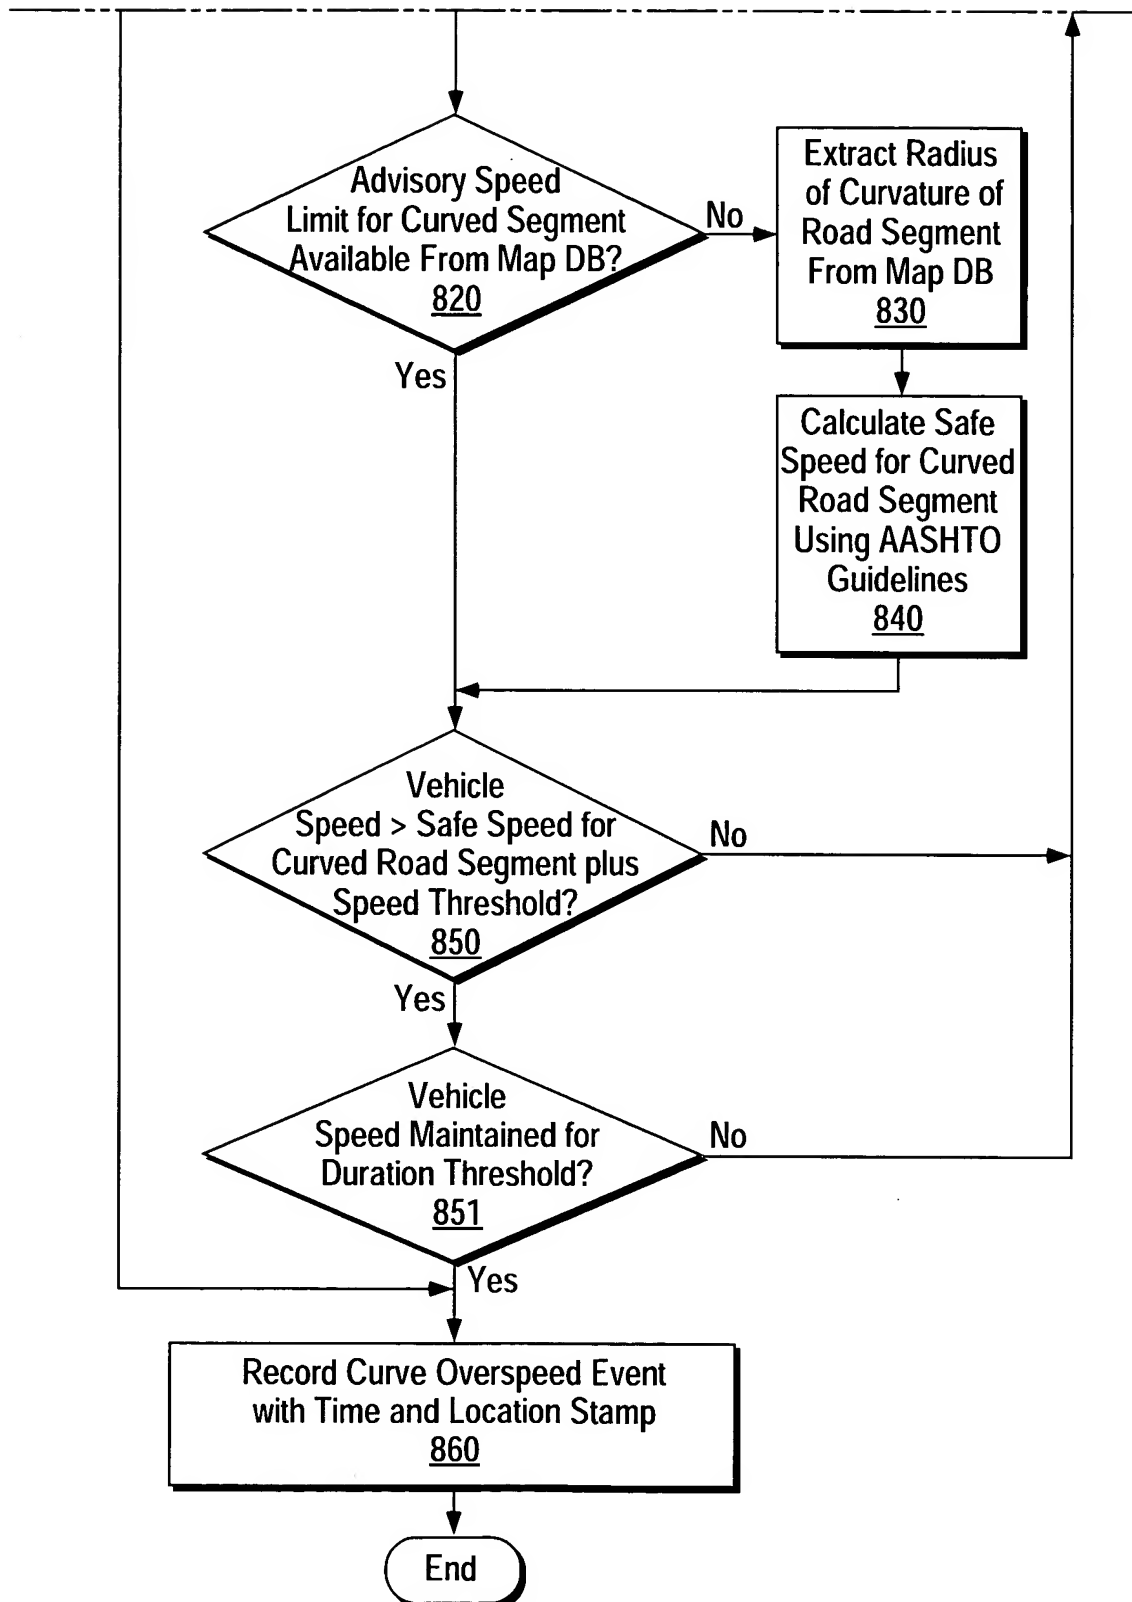 Advisory Speed
Limit for Curved Segment
Available From Map DB?
820
No
Yes
Extract Radius
of Curvature of
Road Segment
From Map DB
830
Calculate Safe
Speed for Curved
Road Segment
Using AASHTO
Guidelines
840
Vehicle
Speed > Safe Speed for
Curved Road Segment plus
Speed Threshold?
850
No
Yes
Vehicle
Speed Maintained for
Duration Threshold?
851
No
Yes
Record Curve Overspeed Event
with Time and Location Stamp
860
End